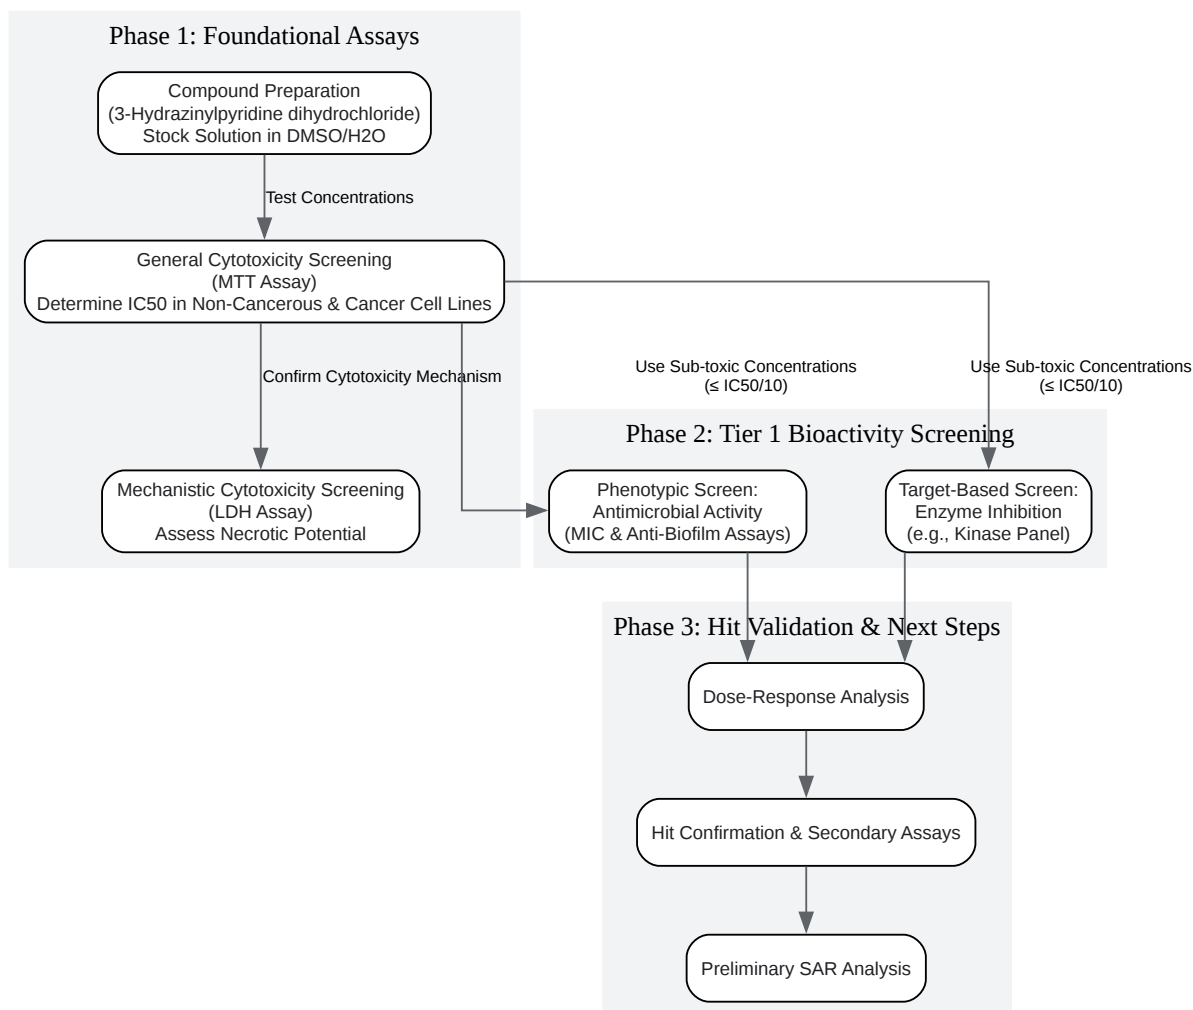 Phase 1: Foundational Assays
Compound Preparation
(3-Hydrazinylpyridine dihydrochloride)
Stock Solution in DMSO/H2O
Test Concentrations
General Cytotoxicity Screening
(MTT Assay)
Determine IC50 in Non-Cancerous & Cancer Cell Lines
Confirm Cytotoxicity Mechanism
Mechanistic Cytotoxicity Screening
(LDH Assay)
Assess Necrotic Potential
Use Sub-toxic Concentrations
(≤ IC50/10)
Use Sub-toxic Concentrations
(≤ IC50/10)
Phase 2: Tier 1 Bioactivity Screening
Phenotypic Screen:
Antimicrobial Activity
(MIC & Anti-Biofilm Assays)
Target-Based Screen:
Enzyme Inhibition
(e.g., Kinase Panel)
Phase 3: Hit Validation & Next Steps
Dose-Response Analysis
Hit Confirmation & Secondary Assays
Preliminary SAR Analysis